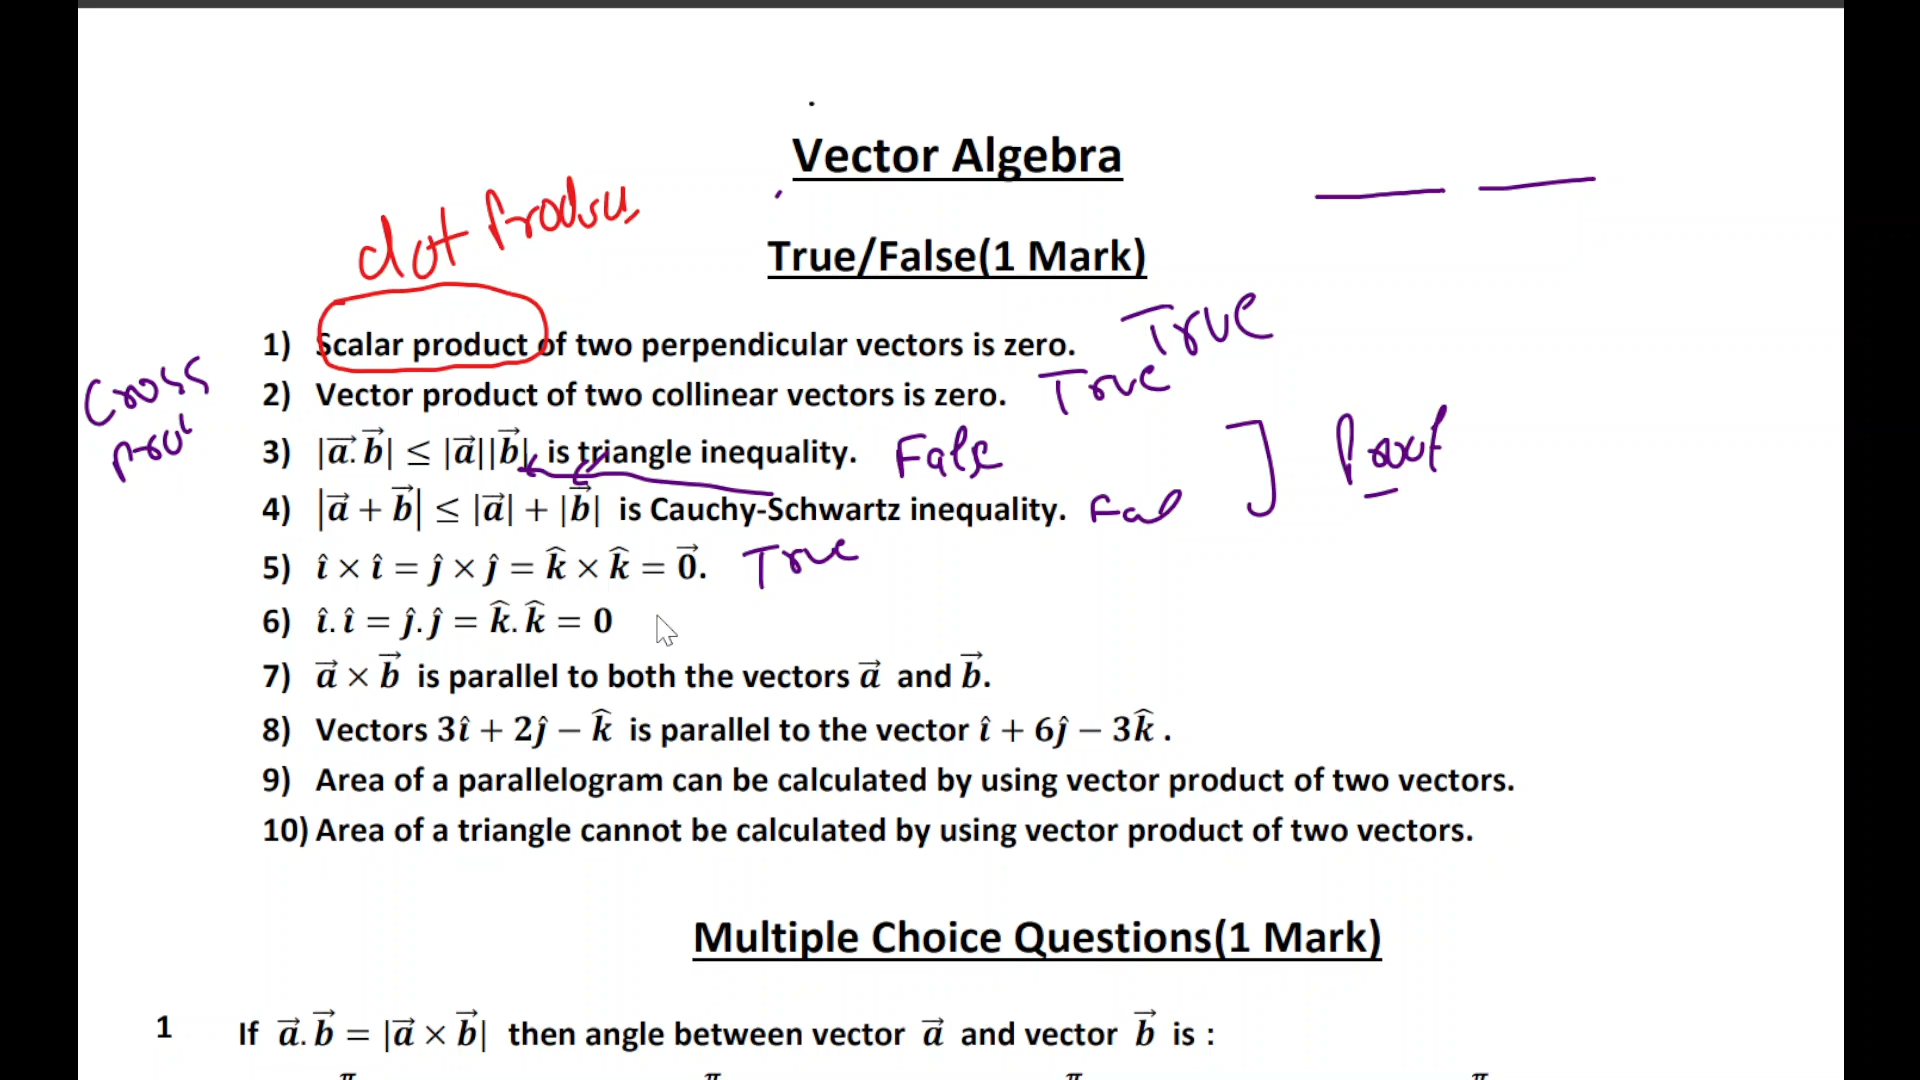 Vector Algebra
dot
True/False(1 Mark)
1) Scalar product of two perpendicular vectors is zero. True
Cross
2) Vector product of two collinear vectors is zero. True
3) |a⃗.b⃗| ≤ |a⃗||b⃗| is triangle inequality. False
4) |a⃗ + b⃗| ≤ |a⃗| + |b⃗| is Cauchy-Schwartz inequality. Fal
5) î × î = ĵ × ĵ = k̂ × k̂ = 0⃗. True
6) î.î = ĵ.ĵ = k̂.k̂ = 0
7) a⃗ × b⃗ is parallel to both the vectors a⃗ and b⃗.
8) Vectors 3î + 2ĵ − k̂ is parallel to the vector î + 6ĵ − 3k̂ .
9) Area of a parallelogram can be calculated by using vector product of two vectors.
10) Area of a triangle cannot be calculated by using vector product of two vectors.
Multiple Choice Questions(1 Mark)
1 If a⃗.b⃗ = |a⃗ × b⃗| then angle between vector a⃗ and vector b⃗ is :